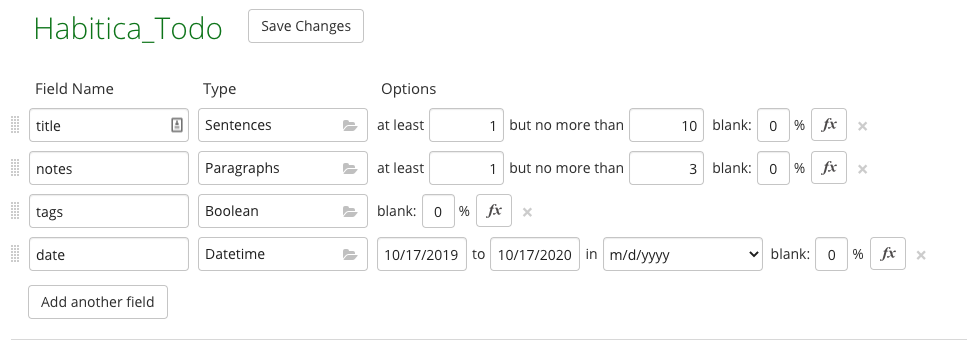 Habitica_Todo Save Changes
Field Name Type Options
title Sentences at least 1 but no more than 10 blank: 0 % fx ×
notes Paragraphs at least 1 but no more than 3 blank: 0 % fx ×
tags Boolean blank: 0 % fx ×
date Datetime 10/17/2019 to 10/17/2020 in m/d/yyyy blank: 0 % fx ×
Add another field